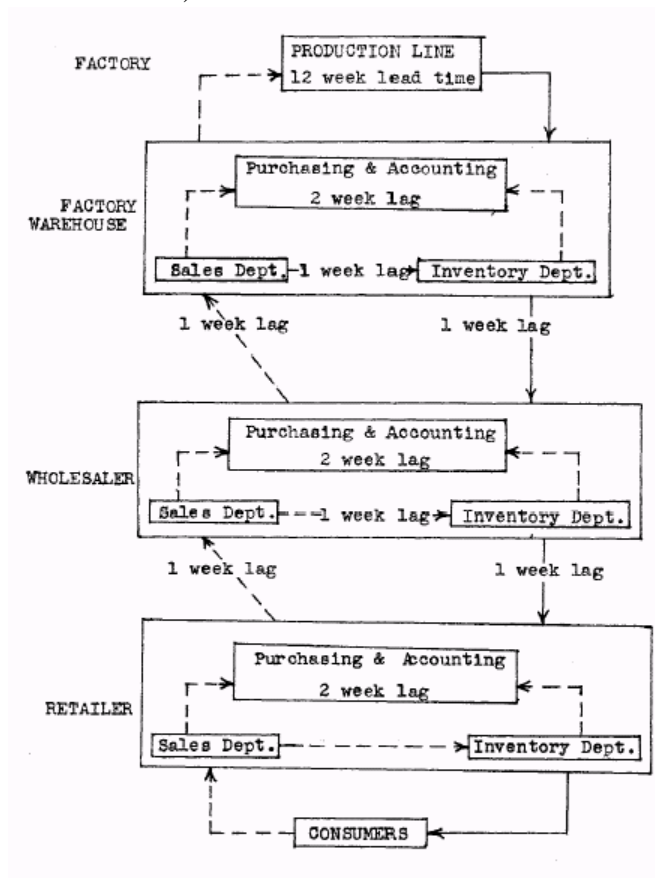 FACTORY
PRODUCTION LINE
12 week lead time
FACTORY
WAREHOUSE
Purchasing & Accounting
2 week lag
Sales Dept. 1 week lag Inventory Dept.
1 week lag 1 week lag
WHOLESALER
Purchasing & Accounting
2 week lag
Sales Dept. 1 week lag Inventory Dept.
1 week lag 1 week lag
RETAILER
Purchasing & Accounting
2 week lag
Sales Dept. Inventory Dept.
CONSUMERS